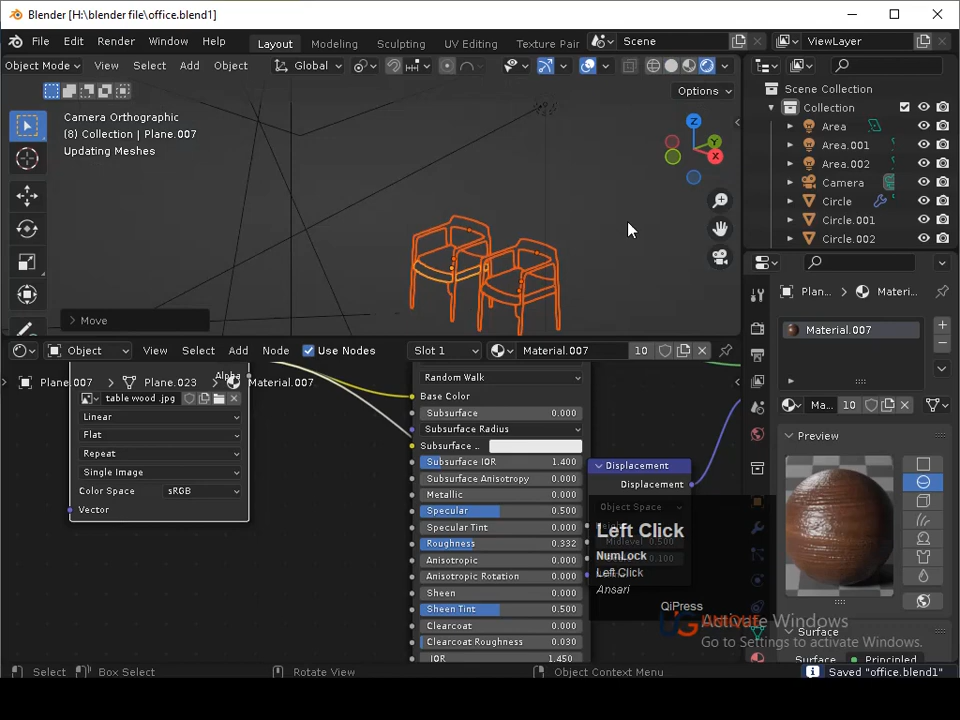 Blender [H:\blender file\office.blend1]
File Edit Render Window Help
Layout Modeling Sculpting UV Editing Texture Pair
Scene
ViewLayer
Object Mode View Select Add Object
Global
Options
Camera Orthographic
(8) Collection | Plane.007
Updating Meshes
Z
Y
X
Scene Collection
Collection
Area
Area.001
Area.002
Camera
Circle
Circle.001
Circle.002
> Move
Plan...
Materi...
Material.007
Ma...
10
Preview
Surface
Surface
Principled
Object View Select Add Node Use Nodes
Slot 1
Material.007
10
Plane.007 > Plane.023 > Material.007
Alpha
table wood .jpg
Linear
Flat
Repeat
Single Image
Color Space sRGB
Vector
Random Walk
Base Color
Subsurface 0.000
Subsurface Radius
Subsurface ..
Subsurface IOR 1.400
Subsurface Anisotropy 0.000
Metallic 0.000
Specular 0.500
Specular Tint 0.000
Roughness 0.332
Anisotropic 0.000
Anisotropic Rotation 0.000
Sheen 0.000
Sheen Tint 0.500
Clearcoat 0.000
Clearcoat Roughness 0.030
IOR 1.450
Displacement
Displacement
Object Space
Midlevel 0.500
0.100
Left Click
NumLock
Left Click
Ansari
QiPress
Activate Windows
Go to Settings to activate Windows.
Select Box Select Rotate View Object Context Menu
Saved "office.blend1"